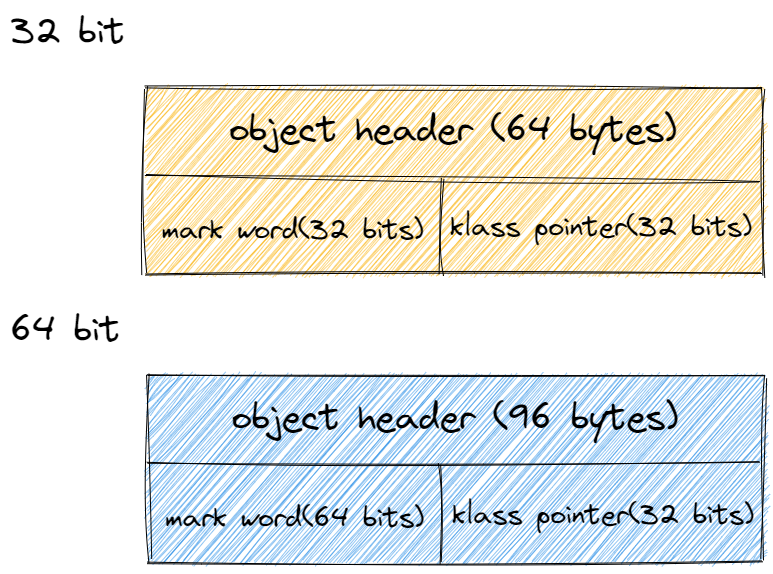 32 bit
object header (64 bytes)
mark word(32 bits) klass pointer(32 bits)
64 bit
object header (96 bytes)
mark word(64 bits) klass pointer(32 bits)